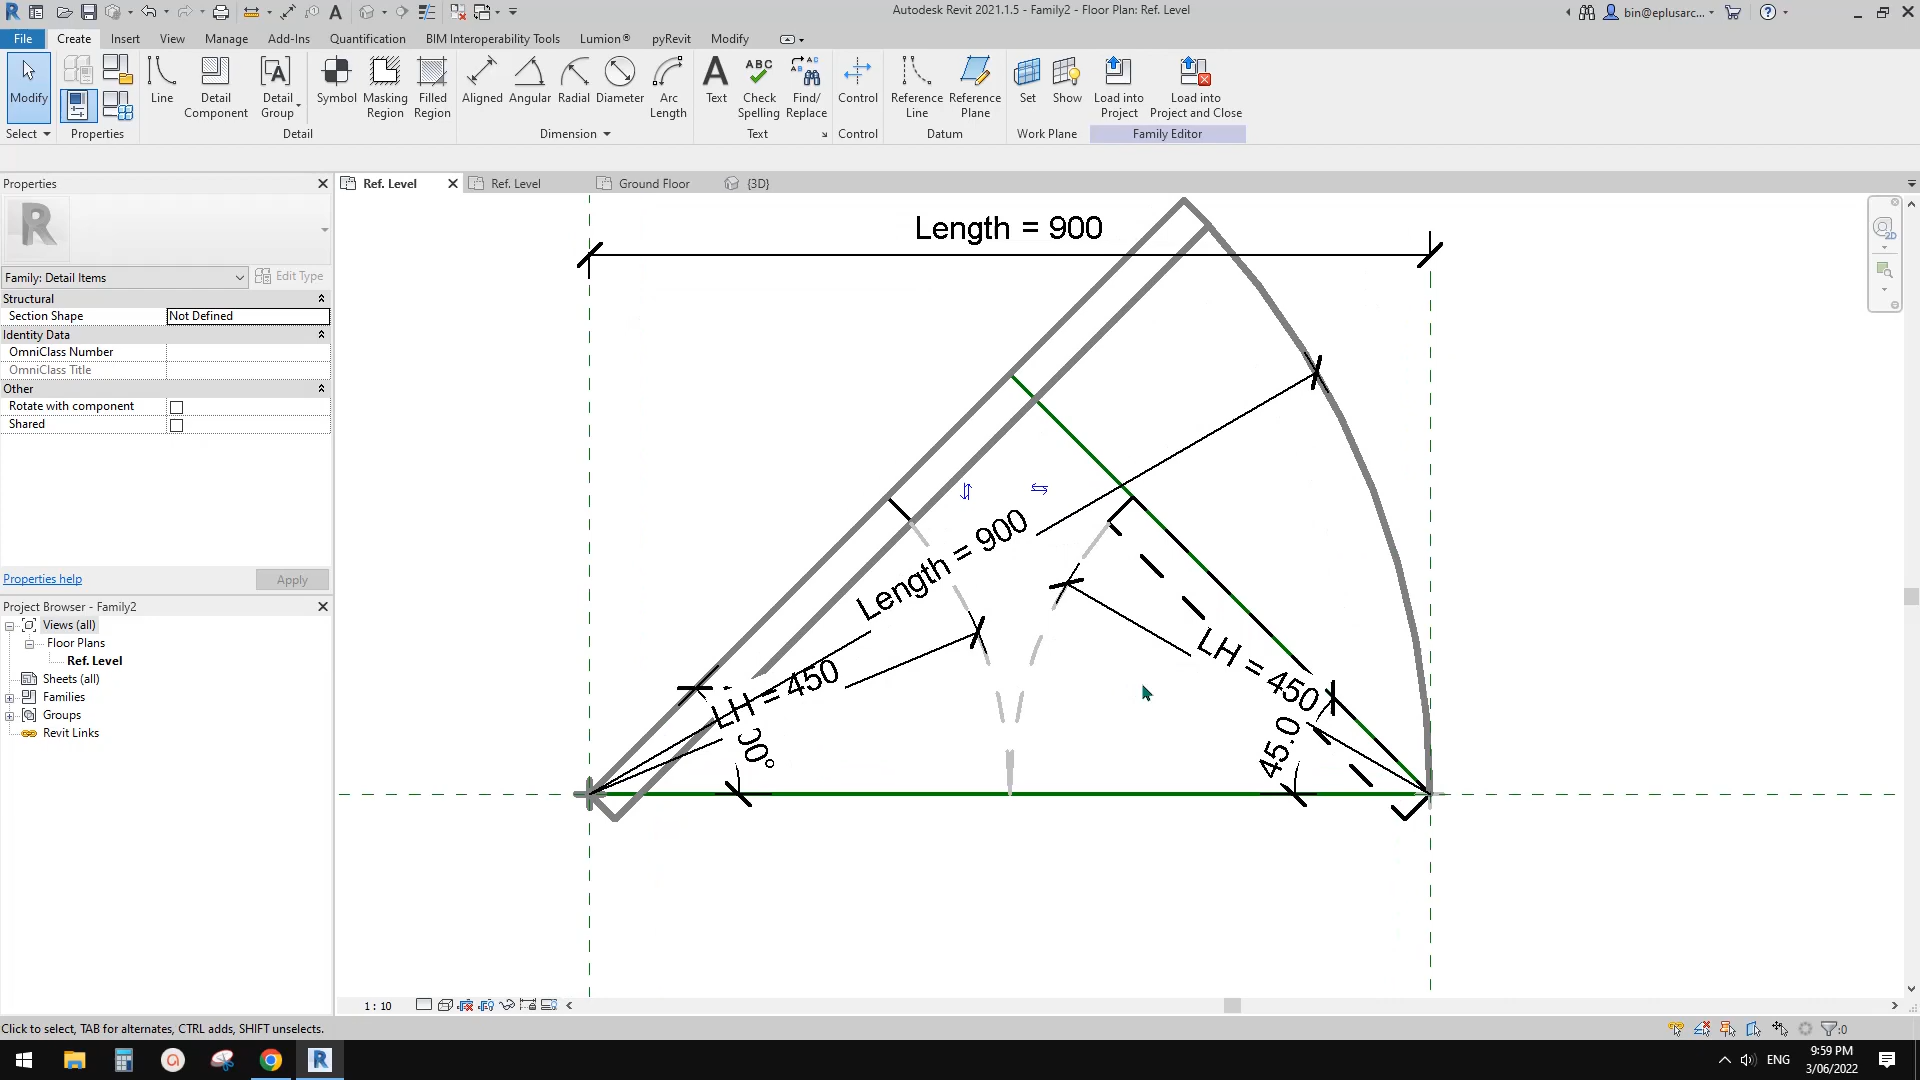 Autodesk Revit 2021.1.5 - Family2 - Floor Plan: Ref. Level
bin@eplusarc...
File Create Insert View Manage Add-Ins Quantification BIM Interoperability Tools Lumion® pyRevit Modify
Modify
Line
Detail Component
Detail Group
Symbol
Masking Region
Filled Region
Aligned
Angular
Radial
Diameter
Arc Length
Text
ABC
Check Spelling
Find/ Replace
Control
Reference Line
Reference Plane
Set
Show
Load into Project
Load into Project and Close
Select Properties Detail Dimension Text Control Datum Work Plane Family Editor
Properties
Ref. Level
Ref. Level
Ground Floor
{3D}
R
Family: Detail Items
Edit Type
Structural
Section Shape Not Defined
Identity Data
OmniClass Number
OmniClass Title
Other
Rotate with component
Shared
Properties help
Apply
Project Browser - Family2
Views (all)
Floor Plans
Ref. Level
Sheets (all)
Families
Groups
Revit Links
Length = 900
Length = 900
LH = 450
LH = 450
45.0
2D
1 : 10
Click to select, TAB for alternates, CTRL adds, SHIFT unselects.
:0
ENG
9:59 PM
3/06/2022